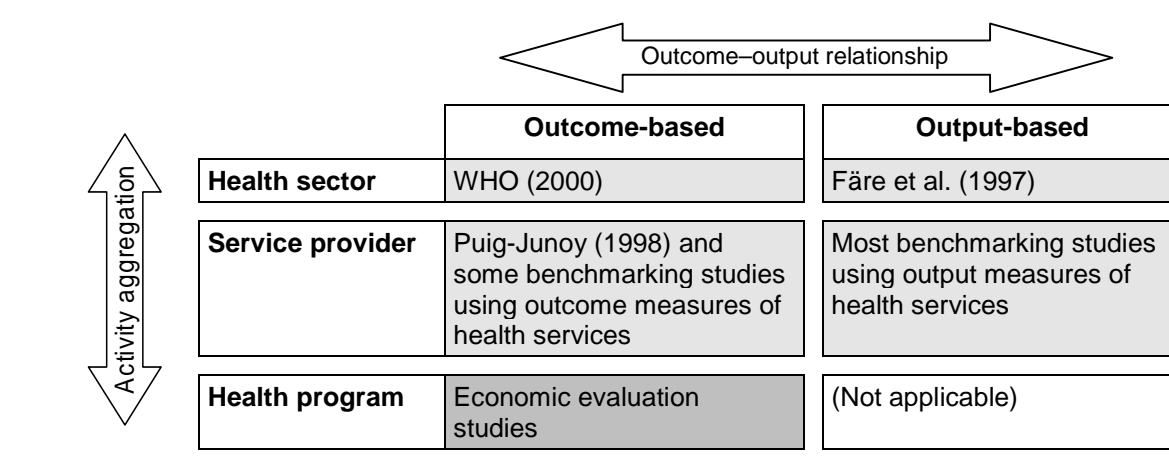 Outcome–output relationship
Outcome-based
Output-based
Activity aggregation
Health sector
WHO (2000)
Färe et al. (1997)
Service provider
Puig-Junoy (1998) and
some benchmarking studies
using outcome measures of
health services
Most benchmarking studies
using output measures of
health services
Health program
Economic evaluation
studies
(Not applicable)